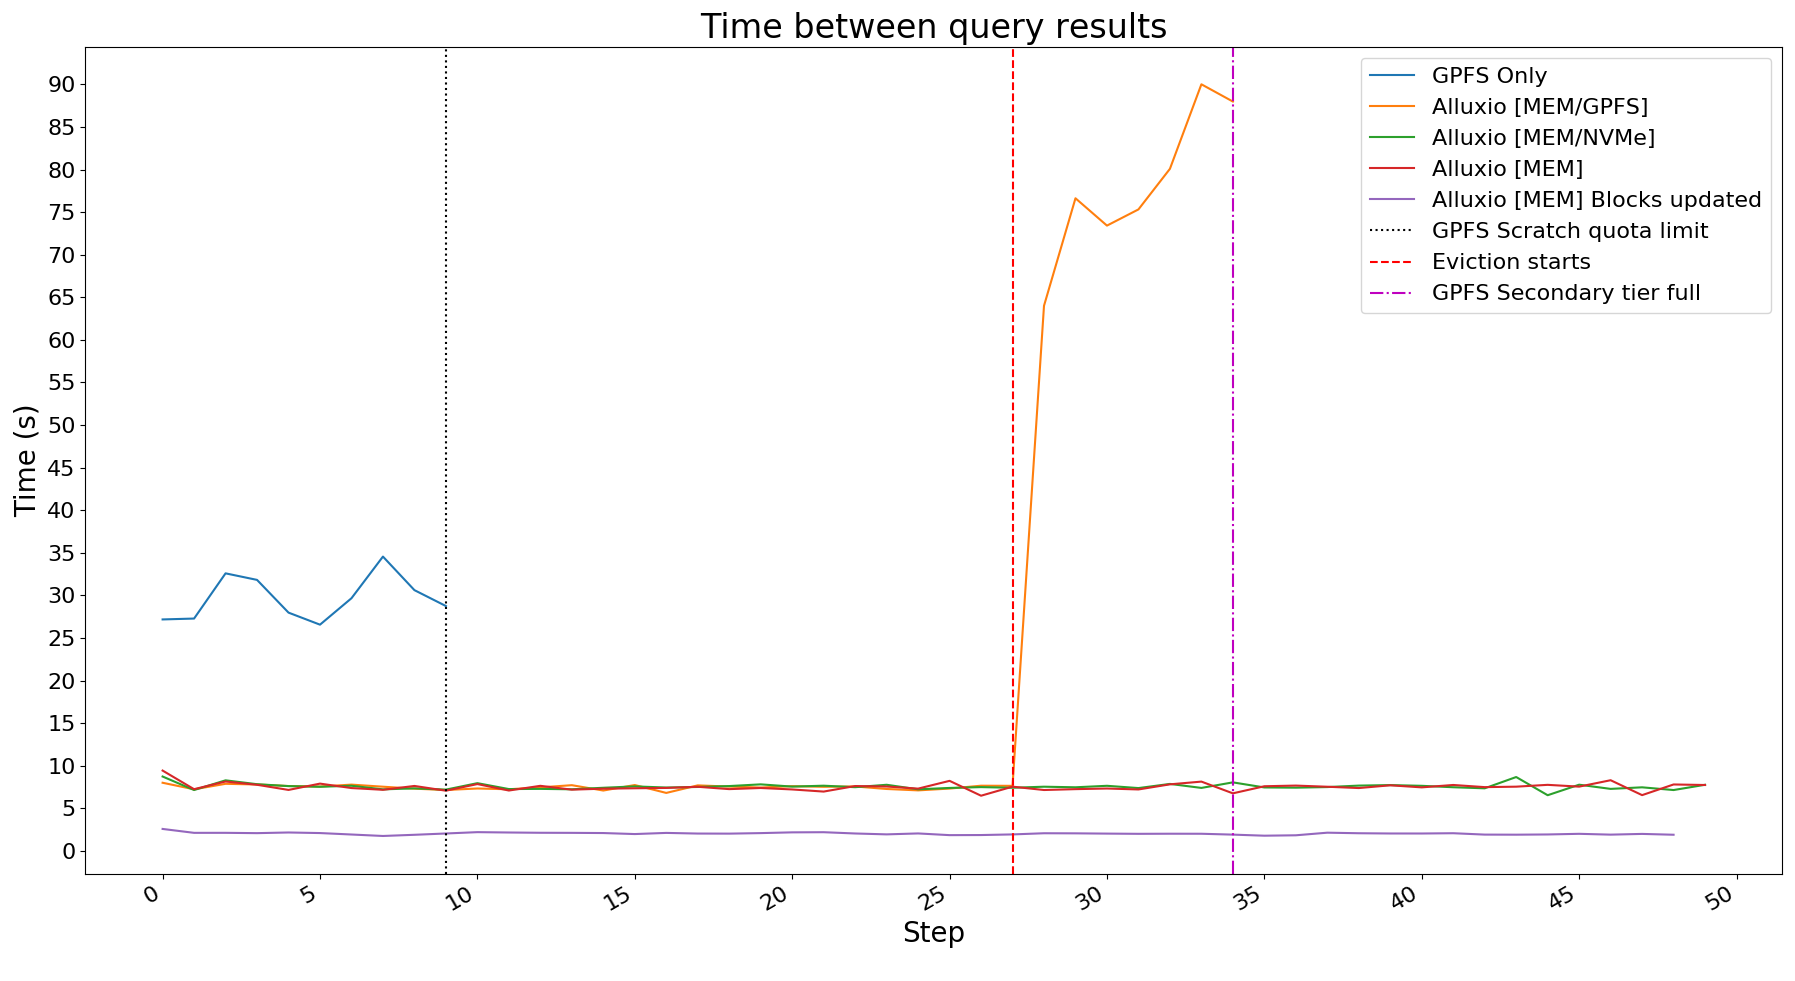 Time between query results
90
85
80
75
70
65
60
55
50
45
40
35
30
25
20
15
10
5
0
Time (s)
GPFS Only
Alluxio [MEM/GPFS]
Alluxio [MEM/NVMe]
Alluxio [MEM]
Alluxio [MEM] Blocks updated
GPFS Scratch quota limit
Eviction starts
GPFS Secondary tier full
0 5 10 15 20 25 30 35 40 45 50
Step